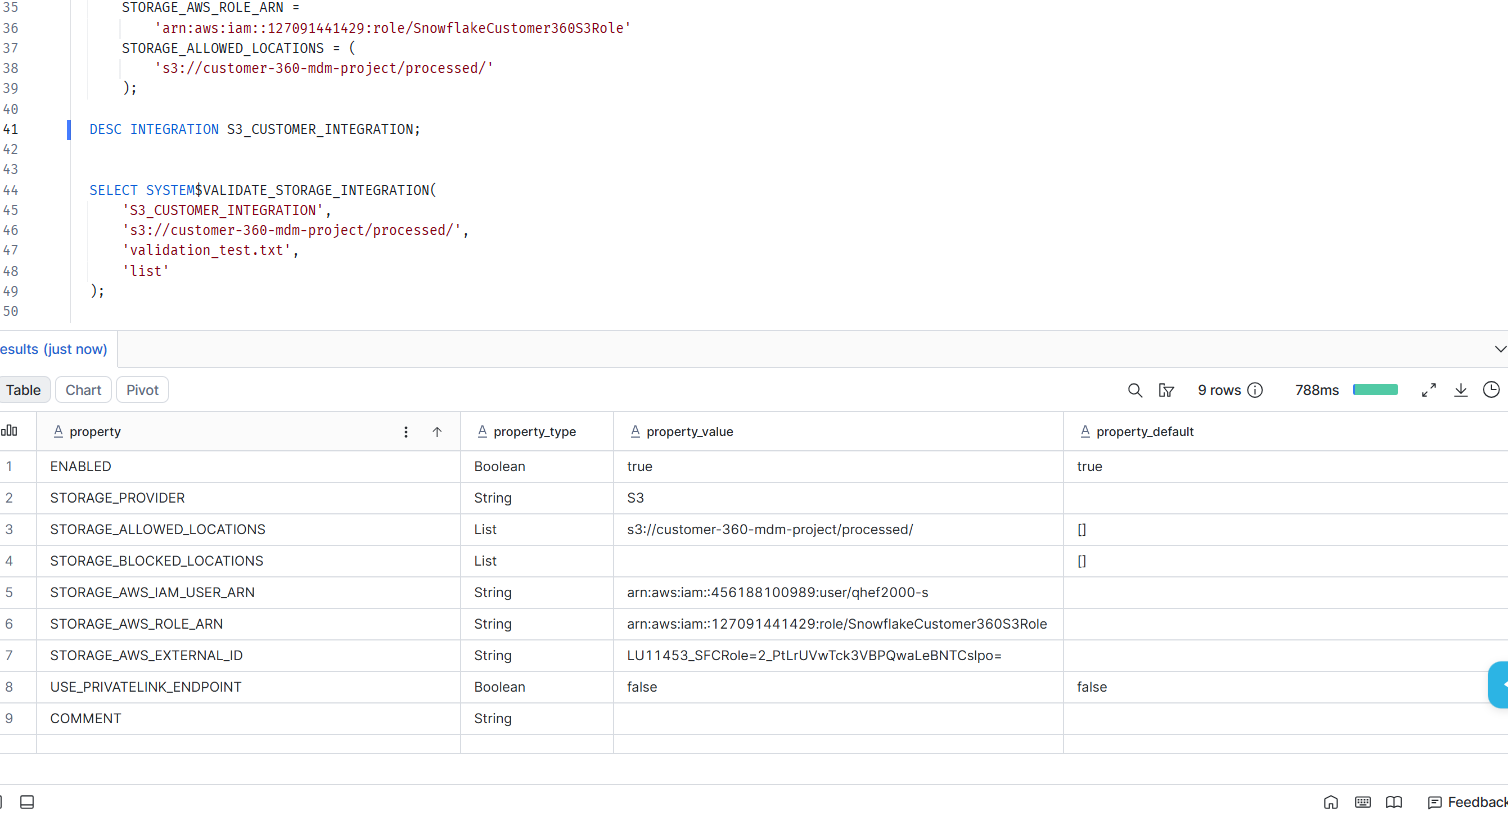 35 STORAGE_AWS_ROLE_ARN =
36 'arn:aws:iam::127091441429:role/SnowflakeCustomer360S3Role'
37 STORAGE_ALLOWED_LOCATIONS = (
38 's3://customer-360-mdm-project/processed/'
39 );
40
41 DESC INTEGRATION S3_CUSTOMER_INTEGRATION;
42
43
44 SELECT SYSTEM$VALIDATE_STORAGE_INTEGRATION(
45 'S3_CUSTOMER_INTEGRATION',
46 's3://customer-360-mdm-project/processed/',
47 'validation_test.txt',
48 'list'
49 );
50
esults (just now)
Table Chart Pivot 9 rows 788ms
property property_type property_value property_default
1 ENABLED Boolean true true
2 STORAGE_PROVIDER String S3
3 STORAGE_ALLOWED_LOCATIONS List s3://customer-360-mdm-project/processed/ []
4 STORAGE_BLOCKED_LOCATIONS List []
5 STORAGE_AWS_IAM_USER_ARN String arn:aws:iam::456188100989:user/qhef2000-s
6 STORAGE_AWS_ROLE_ARN String arn:aws:iam::127091441429:role/SnowflakeCustomer360S3Role
7 STORAGE_AWS_EXTERNAL_ID String LU11453_SFCRole=2_PtLrUVwTck3VBPQwaLeBNTCslpo=
8 USE_PRIVATELINK_ENDPOINT Boolean false false
9 COMMENT String
Feedback